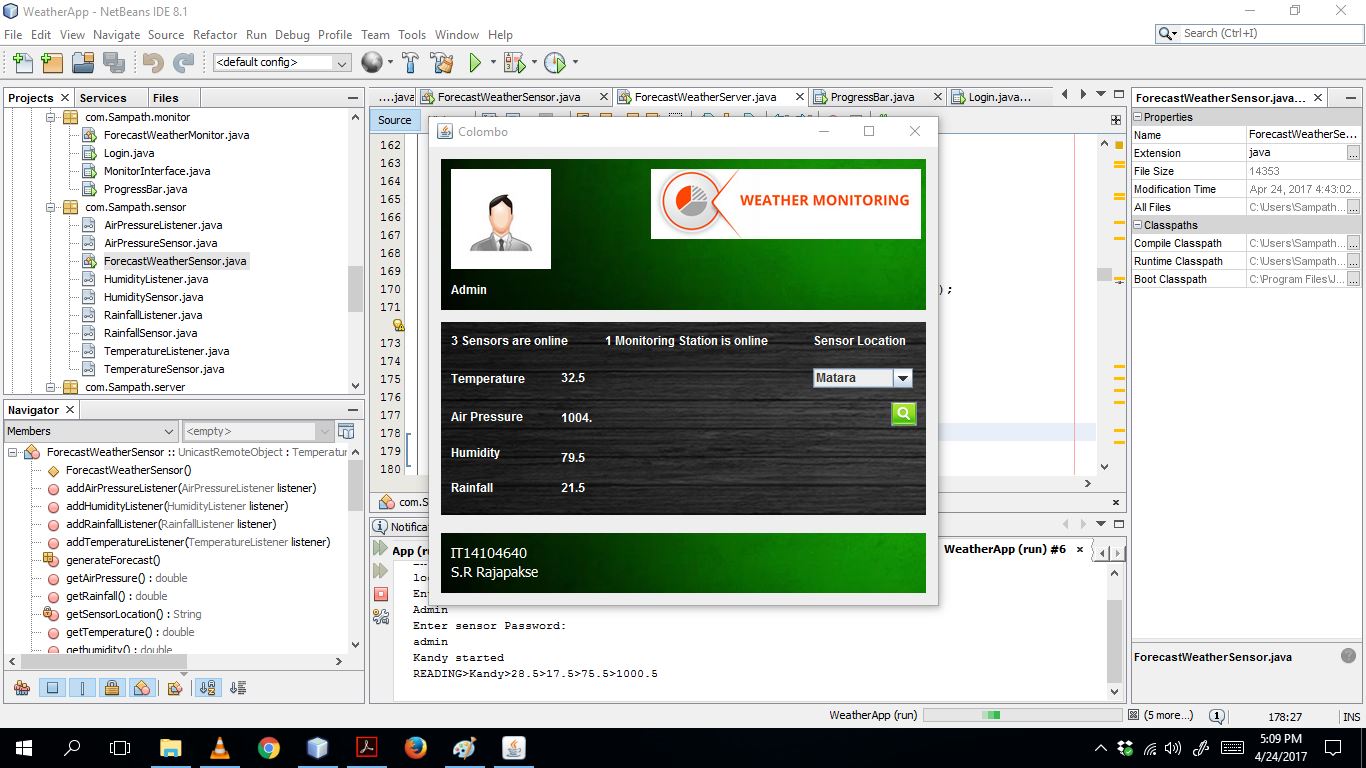 WeatherApp - NetBeans IDE 8.1
File Edit View Navigate Source Refactor Run Debug Profile Team Tools Window Help
Search (Ctrl+I)
<default config>
Projects Services Files
com.Sampath.monitor
ForecastWeatherMonitor.java
Login.java
MonitorInterface.java
ProgressBar.java
com.Sampath.sensor
AirPressureListener.java
AirPressureSensor.java
ForecastWeatherSensor.java
HumidityListener.java
HumiditySensor.java
RainfallListener.java
RainfallSensor.java
TemperatureListener.java
TemperatureSensor.java
com.Sampath.server
Navigator
Members <empty>
ForecastWeatherSensor :: UnicastRemoteObject : Temperatur
ForecastWeatherSensor()
addAirPressureListener(AirPressureListener listener)
addHumidityListener(HumidityListener listener)
addRainfallListener(RainfallListener listener)
addTemperatureListener(TemperatureListener listener)
generateForecast()
getAirPressure() : double
getRainfall() : double
getSensorLocation() : String
getTemperature() : double
gethumidity() : double
....java ForecastWeatherSensor.java ForecastWeatherServer.java ProgressBar.java Login.java...
Source
162
163
164
165
166
167
168
169
170 );
171
173
174
175
176
177
178
179
180
Colombo
WEATHER MONITORING
Admin
3 Sensors are online 1 Monitoring Station is online Sensor Location
Temperature 32.5 Matara
Air Pressure 1004.
Humidity 79.5
Rainfall 21.5
IT14104640
S.R Rajapakse
com.S
Notificat
App (ru WeatherApp (run) #6
Admin
Enter sensor Password:
admin
Kandy started
READING>Kandy>28.5>17.5>75.5>1000.5
ForecastWeatherSensor.java...
Properties
Name ForecastWeatherSe...
Extension java
File Size 14353
Modification Time Apr 24, 2017 4:43:02...
All Files C:\Users\Sampath...
Classpaths
Compile Classpath C:\Users\Sampath...
Runtime Classpath C:\Users\Sampath...
Boot Classpath C:\Program Files\J...
ForecastWeatherSensor.java
WeatherApp (run) (5 more...) 178:27 INS
5:09 PM
4/24/2017